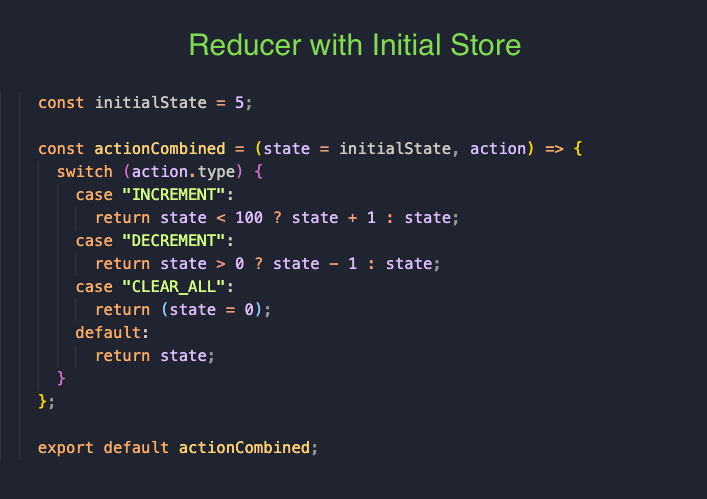 Reducer with Initial Store
const initialState = 5;
const actionCombined = (state = initialState, action) => {
switch (action.type) {
case "INCREMENT":
return state < 100 ? state + 1 : state;
case "DECREMENT":
return state > 0 ? state - 1 : state;
case "CLEAR_ALL":
return (state = 0);
default:
return state;
}
};
export default actionCombined;